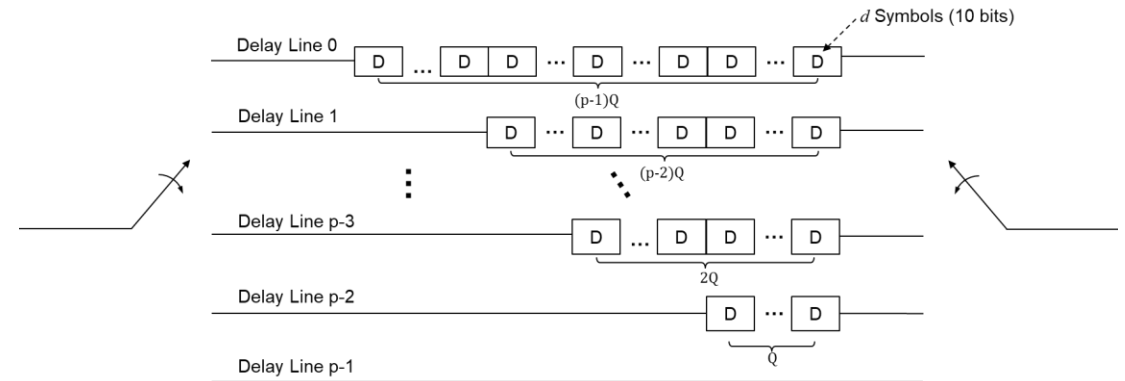 d Symbols (10 bits)
Delay Line 0
D ... D D ... D ... D D ... D
(p-1)Q
Delay Line 1
D ... D ... D D ... D
(p-2)Q
Delay Line p-3
D ... D D ... D
2Q
Delay Line p-2
D ... D
Q
Delay Line p-1